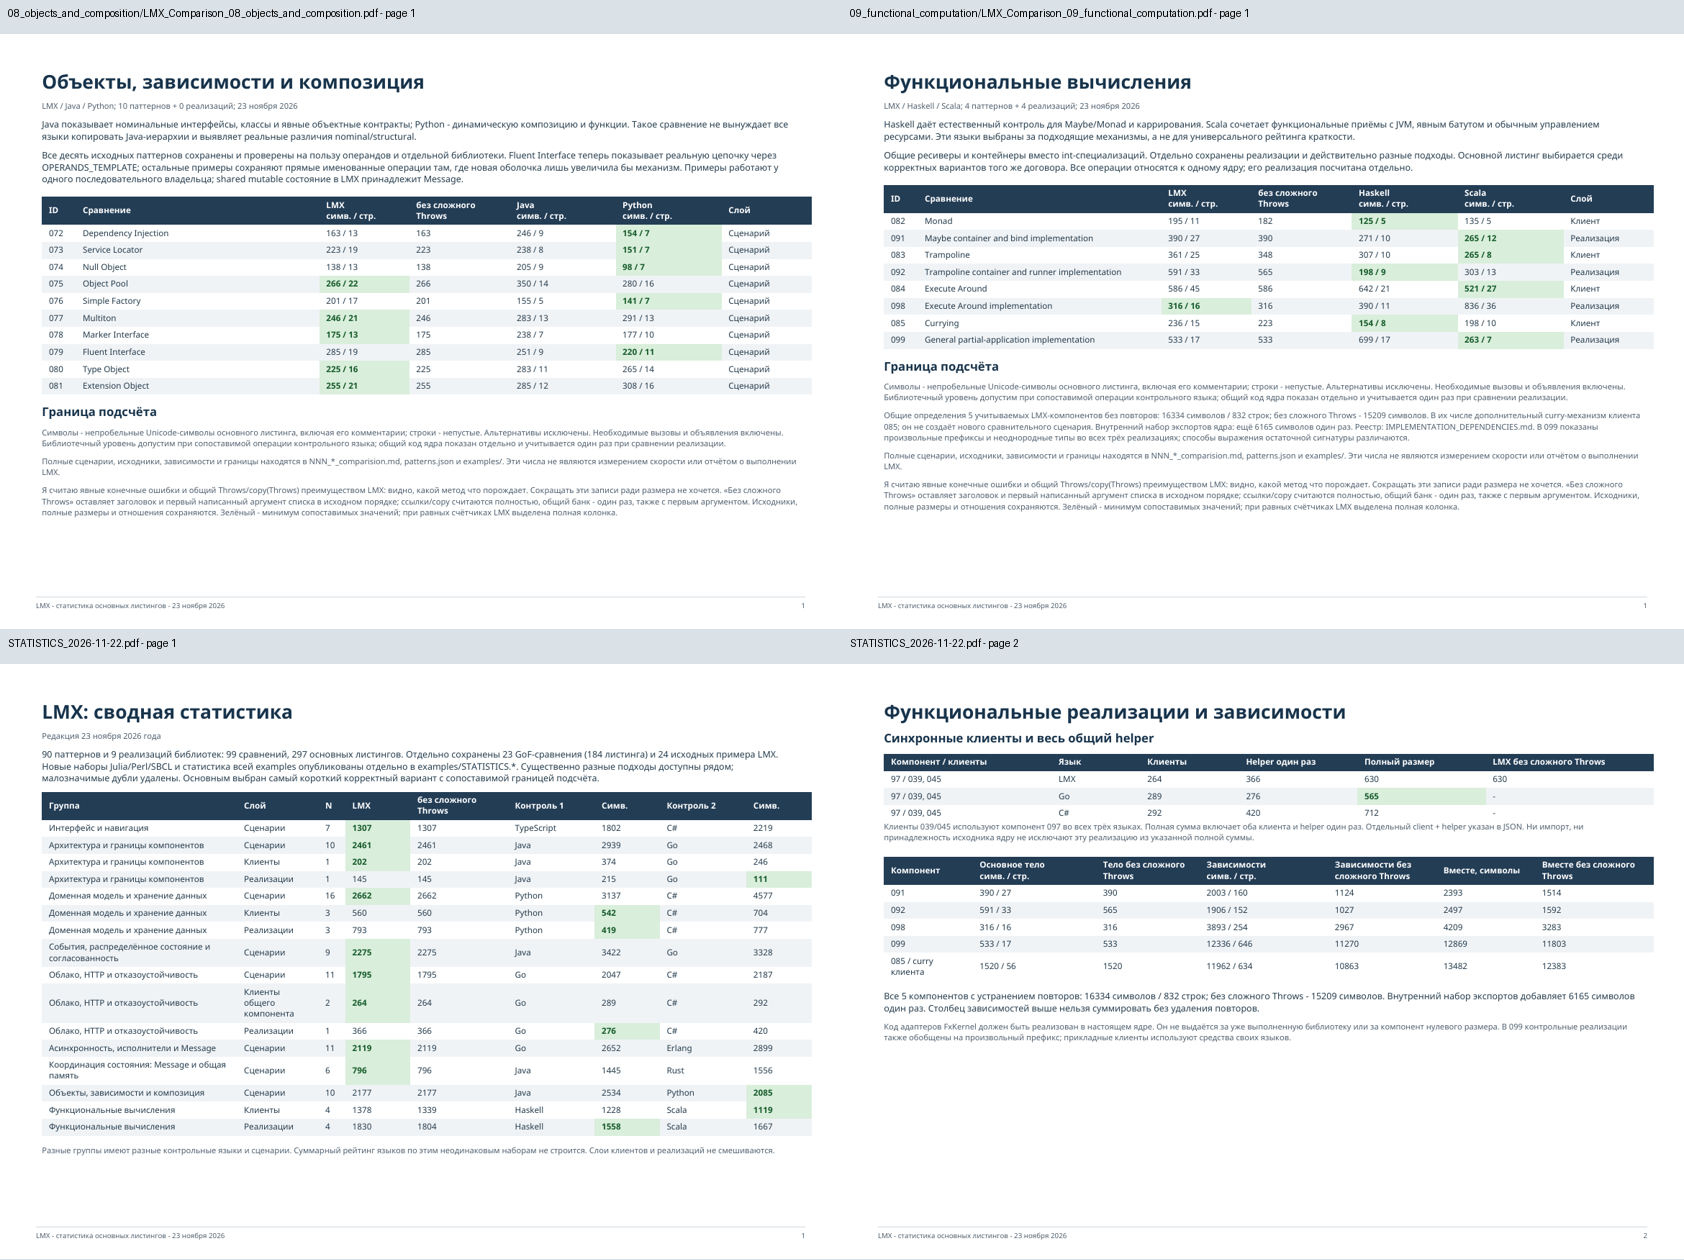 08_objects_and_composition/LMX_Comparison_08_objects_and_composition.pdf - page 1
Объекты, зависимости и композиция
LMX / Java / Python; 10 паттернов + 0 реализаций; 23 ноября 2026
Java показывает номинальные интерфейсы, классы и явные объектные контракты; Python - динамическую композицию и функции. Такое сравнение не вынуждает все
языки копировать Java-иерархии и выявляет реальные различия nominal/structural.
Все десять исходных паттернов сохранены и проверены на пользу операндов и отдельной библиотеки. Fluent Interface теперь показывает реальную цепочку через
OPERANDS_TEMPLATE; остальные примеры сохраняют прямые именованные операции там, где новая оболочка лишь увеличила бы механизм. Примеры работают у
одного последовательного владельца; shared mutable состояние в LMX принадлежит Message.
ID Сравнение LMX симв. / стр. без сложного Throws Java симв. / стр. Python симв. / стр. Слой
072 Dependency Injection 163 / 13 163 246 / 9 154 / 7 Сценарий
073 Service Locator 223 / 19 223 238 / 8 151 / 7 Сценарий
074 Null Object 138 / 13 138 205 / 9 98 / 7 Сценарий
075 Object Pool 266 / 22 266 350 / 14 280 / 16 Сценарий
076 Simple Factory 201 / 17 201 155 / 5 141 / 7 Сценарий
077 Multiton 246 / 21 246 283 / 13 291 / 13 Сценарий
078 Marker Interface 175 / 13 175 238 / 7 177 / 10 Сценарий
079 Fluent Interface 285 / 19 285 251 / 9 220 / 11 Сценарий
080 Type Object 225 / 16 225 283 / 11 265 / 14 Сценарий
081 Extension Object 255 / 21 255 285 / 12 308 / 16 Сценарий
Граница подсчёта
Символы - непробельные Unicode-символы основного листинга, включая его комментарии; строки - непустые. Альтернативы исключены. Необходимые вызовы и объявления включены.
Библиотечный уровень допустим при сопоставимой операции контрольного языка; общий код ядра показан отдельно и учитывается один раз при сравнении реализации.
Полные сценарии, исходники, зависимости и границы находятся в NNN_*_comparision.md, patterns.json и examples/. Эти числа не являются измерением скорости или отчётом о выполнении
LMX.
Я считаю явные конечные ошибки и общий Throws/copy(Throws) преимуществом LMX: видно, какой метод что порождает. Сокращать эти записи ради размера не хочется. «Без сложного
Throws» оставляет заголовок и первый написанный аргумент списка в исходном порядке; ссылки/copy считаются полностью, общий банк - один раз, также с первым аргументом. Исходники,
полные размеры и отношения сохраняются. Зелёный - минимум сопоставимых значений; при равных счётчиках LMX выделена полная колонка.
LMX - статистика основных листингов - 23 ноября 2026 1
09_functional_computation/LMX_Comparison_09_functional_computation.pdf - page 1
Функциональные вычисления
LMX / Haskell / Scala; 4 паттернов + 4 реализаций; 23 ноября 2026
Haskell даёт естественный контроль для Maybe/Monad и каррирования. Scala сочетает функциональные приёмы с JVM, явным батутом и обычным управлением
ресурсами. Эти языки выбраны за подходящие механизмы, а не для универсального рейтинга краткости.
Общие ресиверы и контейнеры вместо int-специализаций. Отдельно сохранены реализации и действительно разные подходы. Основной листинг выбирается среди
корректных вариантов того же договора. Все операции относятся к одному ядру; его реализация посчитана отдельно.
ID Сравнение LMX симв. / стр. без сложного Throws Haskell симв. / стр. Scala симв. / стр. Слой
082 Monad 195 / 11 182 125 / 5 135 / 5 Клиент
091 Maybe container and bind implementation 390 / 27 390 271 / 10 265 / 12 Реализация
083 Trampoline 361 / 25 348 307 / 10 265 / 8 Клиент
092 Trampoline container and runner implementation 591 / 33 565 198 / 9 303 / 13 Реализация
084 Execute Around 586 / 45 586 642 / 21 521 / 27 Клиент
098 Execute Around implementation 316 / 16 316 390 / 11 836 / 36 Реализация
085 Currying 236 / 15 223 154 / 8 198 / 10 Клиент
099 General partial-application implementation 533 / 17 533 699 / 17 263 / 7 Реализация
Граница подсчёта
Символы - непробельные Unicode-символы основного листинга, включая его комментарии; строки - непустые. Альтернативы исключены. Необходимые вызовы и объявления включены.
Библиотечный уровень допустим при сопоставимой операции контрольного языка; общий код ядра показан отдельно и учитывается один раз при сравнении реализации.
Общие определения 5 учитываемых LMX-компонентов без повторов: 16334 символов / 832 строк; без сложного Throws - 15209 символов. В их числе дополнительный curry-механизм клиента
085; он не создаёт нового сравнительного сценария. Внутренний набор экспортов ядра: ещё 6165 символов один раз. Реестр: IMPLEMENTATION_DEPENDENCIES.md. В 099 показаны
произвольные префиксы и неоднородные типы во всех трёх реализациях; способы выражения остаточной сигнатуры различаются.
Полные сценарии, исходники, зависимости и границы находятся в NNN_*_comparision.md, patterns.json и examples/. Эти числа не являются измерением скорости или отчётом о выполнении
LMX.
Я считаю явные конечные ошибки и общий Throws/copy(Throws) преимуществом LMX: видно, какой метод что порождает. Сокращать эти записи ради размера не хочется. «Без сложного
Throws» оставляет заголовок и первый написанный аргумент списка в исходном порядке; ссылки/copy считаются полностью, общий банк - один раз, также с первым аргументом. Исходники,
полные размеры и отношения сохраняются. Зелёный - минимум сопоставимых значений; при равных счётчиках LMX выделена полная колонка.
LMX - статистика основных листингов - 23 ноября 2026 1
STATISTICS_2026-11-22.pdf - page 1
LMX: сводная статистика
Редакция 23 ноября 2026 года
90 паттернов и 9 реализаций библиотек: 99 сравнений, 297 основных листингов. Отдельно сохранены 23 GoF-сравнения (184 листинга) и 24 исходных примера LMX.
Новые наборы Julia/Perl/SBCL и статистика всей examples опубликованы отдельно в examples/STATISTICS.*. Существенно разные подходы доступны рядом;
малозначимые дубли удалены. Основным выбран самый короткий корректный вариант с сопоставимой границей подсчёта.
Группа Слой N LMX без сложного Throws Контроль 1 Симв. Контроль 2 Симв.
Интерфейс и навигация Сценарии 7 1307 1307 TypeScript 1802 C# 2219
Архитектура и границы компонентов Сценарии 10 2461 2461 Java 2939 Go 2468
Архитектура и границы компонентов Клиенты 1 202 202 Java 374 Go 246
Архитектура и границы компонентов Реализации 1 145 145 Java 215 Go 111
Доменная модель и хранение данных Сценарии 16 2662 2662 Python 3137 C# 4577
Доменная модель и хранение данных Клиенты 3 560 560 Python 542 C# 704
Доменная модель и хранение данных Реализации 3 793 793 Python 419 C# 777
События, распределённое состояние и согласованность Сценарии 9 2275 2275 Java 3422 Go 3328
Облако, HTTP и отказоустойчивость Сценарии 11 1795 1795 Go 2047 C# 2187
Облако, HTTP и отказоустойчивость Клиенты общего компонента 2 264 264 Go 289 C# 292
Облако, HTTP и отказоустойчивость Реализации 1 366 366 Go 276 C# 420
Асинхронность, исполнители и Message Сценарии 11 2119 2119 Go 2652 Erlang 2899
Координация состояния: Message и общая память Сценарии 6 796 796 Java 1445 Rust 1556
Объекты, зависимости и композиция Сценарии 10 2177 2177 Java 2534 Python 2085
Функциональные вычисления Клиенты 4 1378 1339 Haskell 1228 Scala 1119
Функциональные вычисления Реализации 4 1830 1804 Haskell 1558 Scala 1667
Разные группы имеют разные контрольные языки и сценарии. Суммарный рейтинг языков по этим неодинаковым наборам не строится. Слои клиентов и реализаций не смешиваются.
LMX - статистика основных листингов - 23 ноября 2026 1
STATISTICS_2026-11-22.pdf - page 2
Функциональные реализации и зависимости
Синхронные клиенты и весь общий helper
Компонент / клиенты Язык Клиенты Helper один раз Полный размер LMX без сложного Throws
97 / 039, 045 LMX 264 366 630 630
97 / 039, 045 Go 289 276 565 -
97 / 039, 045 C# 292 420 712 -
Клиенты 039/045 используют компонент 097 во всех трёх языках. Полная сумма включает оба клиента и helper один раз. Отдельный client + helper указан в JSON. Ни импорт, ни
принадлежность исходника ядру не исключают эту реализацию из указанной полной суммы.
Компонент Основное тело симв. / стр. Тело без сложного Throws Зависимости симв. / стр. Зависимости без сложного Throws Вместе, символы Вместе без сложного Throws
091 390 / 27 390 2003 / 160 1124 2393 1514
092 591 / 33 565 1906 / 152 1027 2497 1592
098 316 / 16 316 3893 / 254 2967 4209 3283
099 533 / 17 533 12336 / 646 11270 12869 11803
085 / curry клиента 1520 / 56 1520 11962 / 634 10863 13482 12383
Все 5 компонентов с устранением повторов: 16334 символов / 832 строк; без сложного Throws - 15209 символов. Внутренний набор экспортов добавляет 6165 символов
один раз. Столбец зависимостей выше нельзя суммировать без удаления повторов.
Код адаптеров FxKernel должен быть реализован в настоящем ядре. Он не выдаётся за уже выполненную библиотеку или за компонент нулевого размера. В 099 контрольные реализации
также обобщены на произвольный префикс; прикладные клиенты используют средства своих языков.
LMX - статистика основных листингов - 23 ноября 2026 2